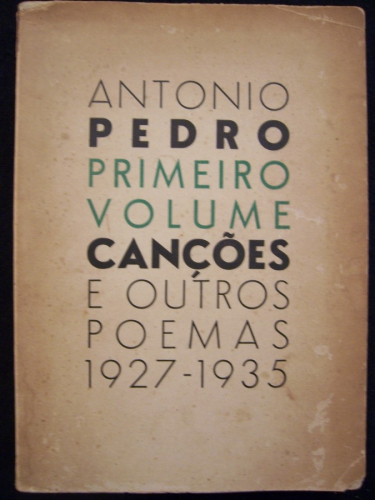 ANTONIO
PEDRO
PRIMEIRO
VOLUME
CANÇÕES
E OUTROS
POEMAS
1927-1935